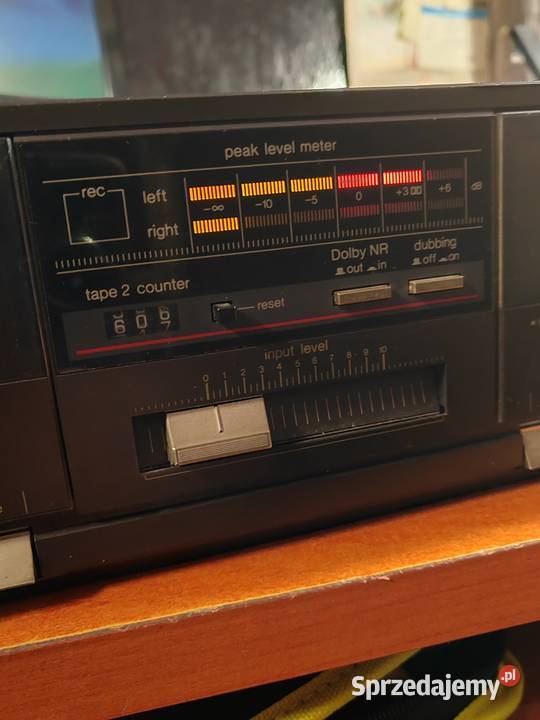 peak level meter
rec
left
right
-∞ -10 -5 0 +3 +6 dB
Dolby NR
out in
dubbing
off on
tape 2 counter
606
7
reset
input level
0 1 2 3 4 5 6 7 8 9 10
Sprzedajemy.pl